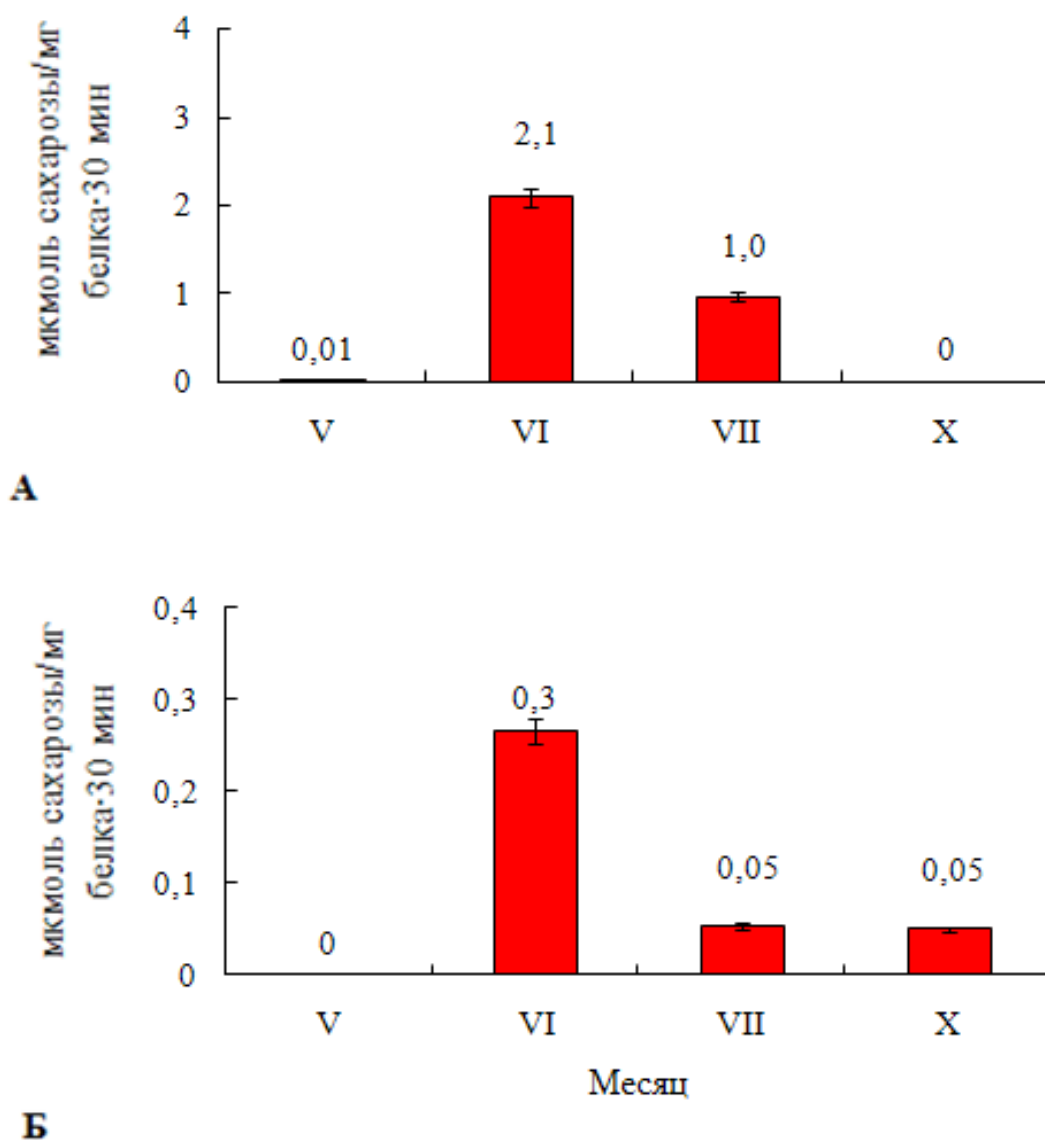 мкмоль сахарозы/мг
белка·30 мин
4
3
2
1
0
0,01
2,1
1,0
0
V VI VII X
А
мкмоль сахарозы/мг
белка·30 мин
0,4
0,3
0,2
0,1
0
0
0,3
0,05
0,05
V VI VII X
Месяц
Б